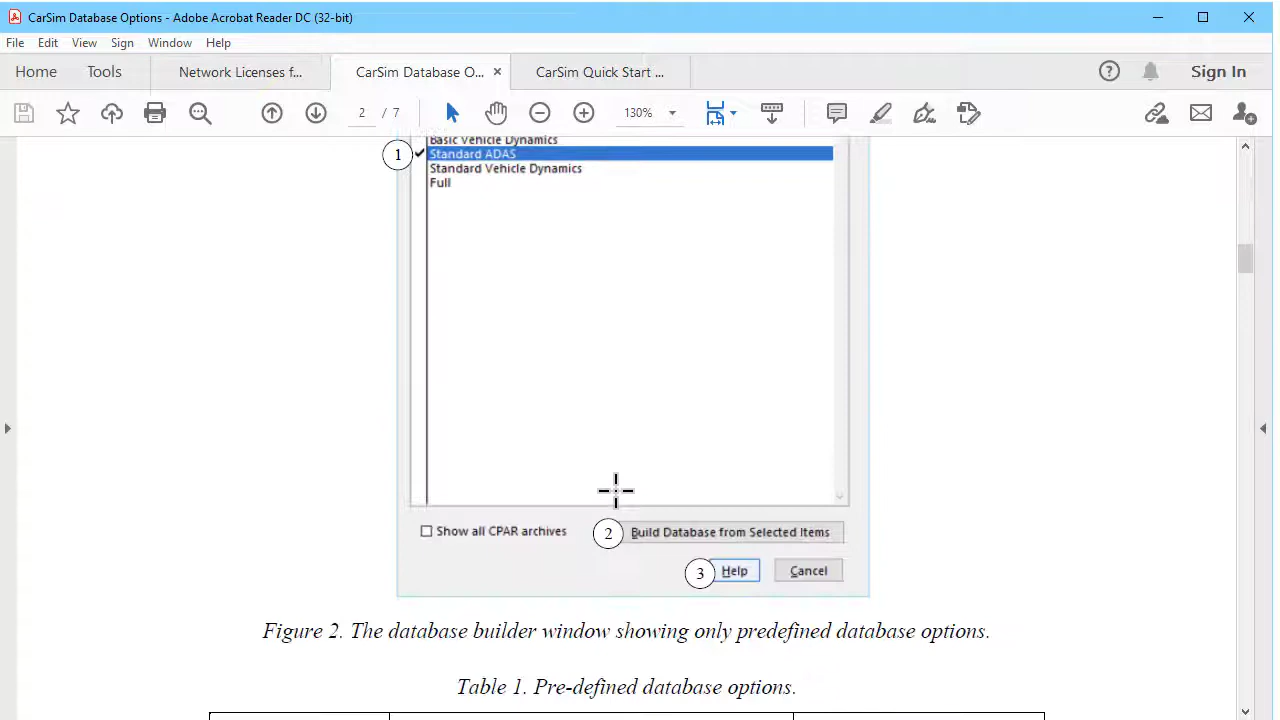 CarSim Database Options - Adobe Acrobat Reader DC (32-bit)
File Edit View Sign Window Help
Home Tools Network Licenses f... CarSim Database O... × CarSim Quick Start ... Sign In
2 / 7 130%
Basic Vehicle Dynamics
1 Standard ADAS
Standard Vehicle Dynamics
Full
Show all CPAR archives 2 Build Database from Selected Items
3 Help Cancel
Figure 2. The database builder window showing only predefined database options.
Table 1. Pre-defined database options.